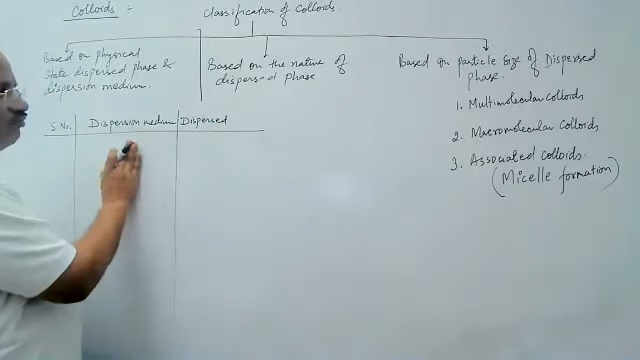 Colloids :-
Classification of Colloids.
Based on physical
state dispersed phase &
dispersion medium.
Based on the nature of
dispersed phase
Based on particle size of Dispersed
phase.
1. Multimolecular colloids
2. Macromolecular Colloids
3. Associated colloids.
(Micelle formation)
S.No. Dispersion medium Dispersed